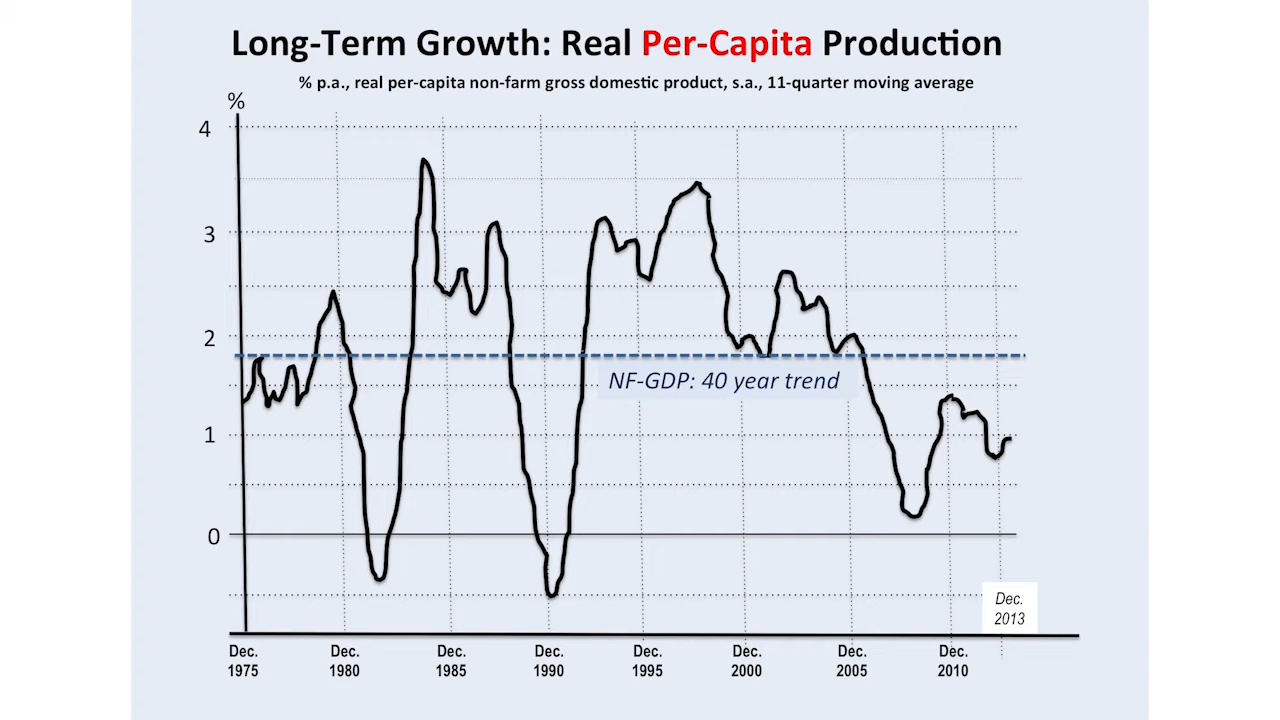 Long-Term Growth: Real Per-Capita Production
% p.a., real per-capita non-farm gross domestic product, s.a., 11-quarter moving average
%
4
3
2
NF-GDP: 40 year trend
1
0
Dec.
2013
Dec. Dec. Dec. Dec. Dec. Dec. Dec. Dec.
1975 1980 1985 1990 1995 2000 2005 2010